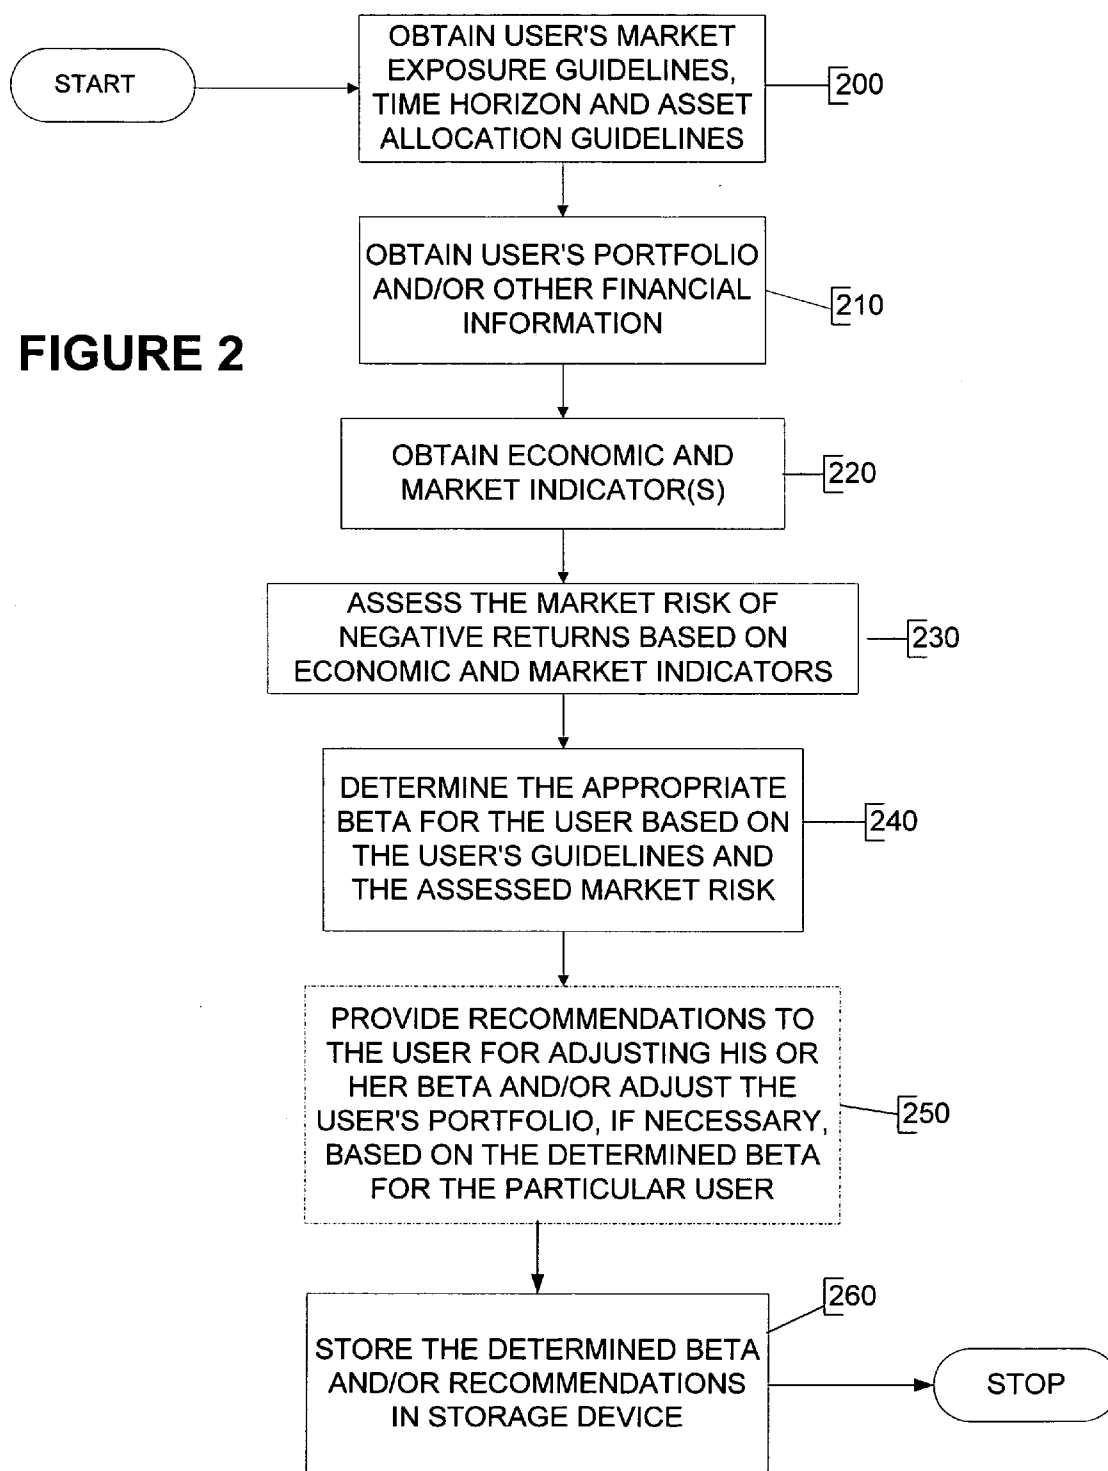 START
OBTAIN USER'S MARKET
EXPOSURE GUIDELINES,
TIME HORIZON AND ASSET
ALLOCATION GUIDELINES
200
OBTAIN USER'S PORTFOLIO
AND/OR OTHER FINANCIAL
INFORMATION
210
FIGURE 2
OBTAIN ECONOMIC AND
MARKET INDICATOR(S)
220
ASSESS THE MARKET RISK OF
NEGATIVE RETURNS BASED ON
ECONOMIC AND MARKET INDICATORS
230
DETERMINE THE APPROPRIATE
BETA FOR THE USER BASED ON
THE USER'S GUIDELINES AND
THE ASSESSED MARKET RISK
240
PROVIDE RECOMMENDATIONS TO
THE USER FOR ADJUSTING HIS OR
HER BETA AND/OR ADJUST THE
USER'S PORTFOLIO, IF NECESSARY,
BASED ON THE DETERMINED BETA
FOR THE PARTICULAR USER
250
260
STORE THE DETERMINED BETA
AND/OR RECOMMENDATIONS
IN STORAGE DEVICE
STOP